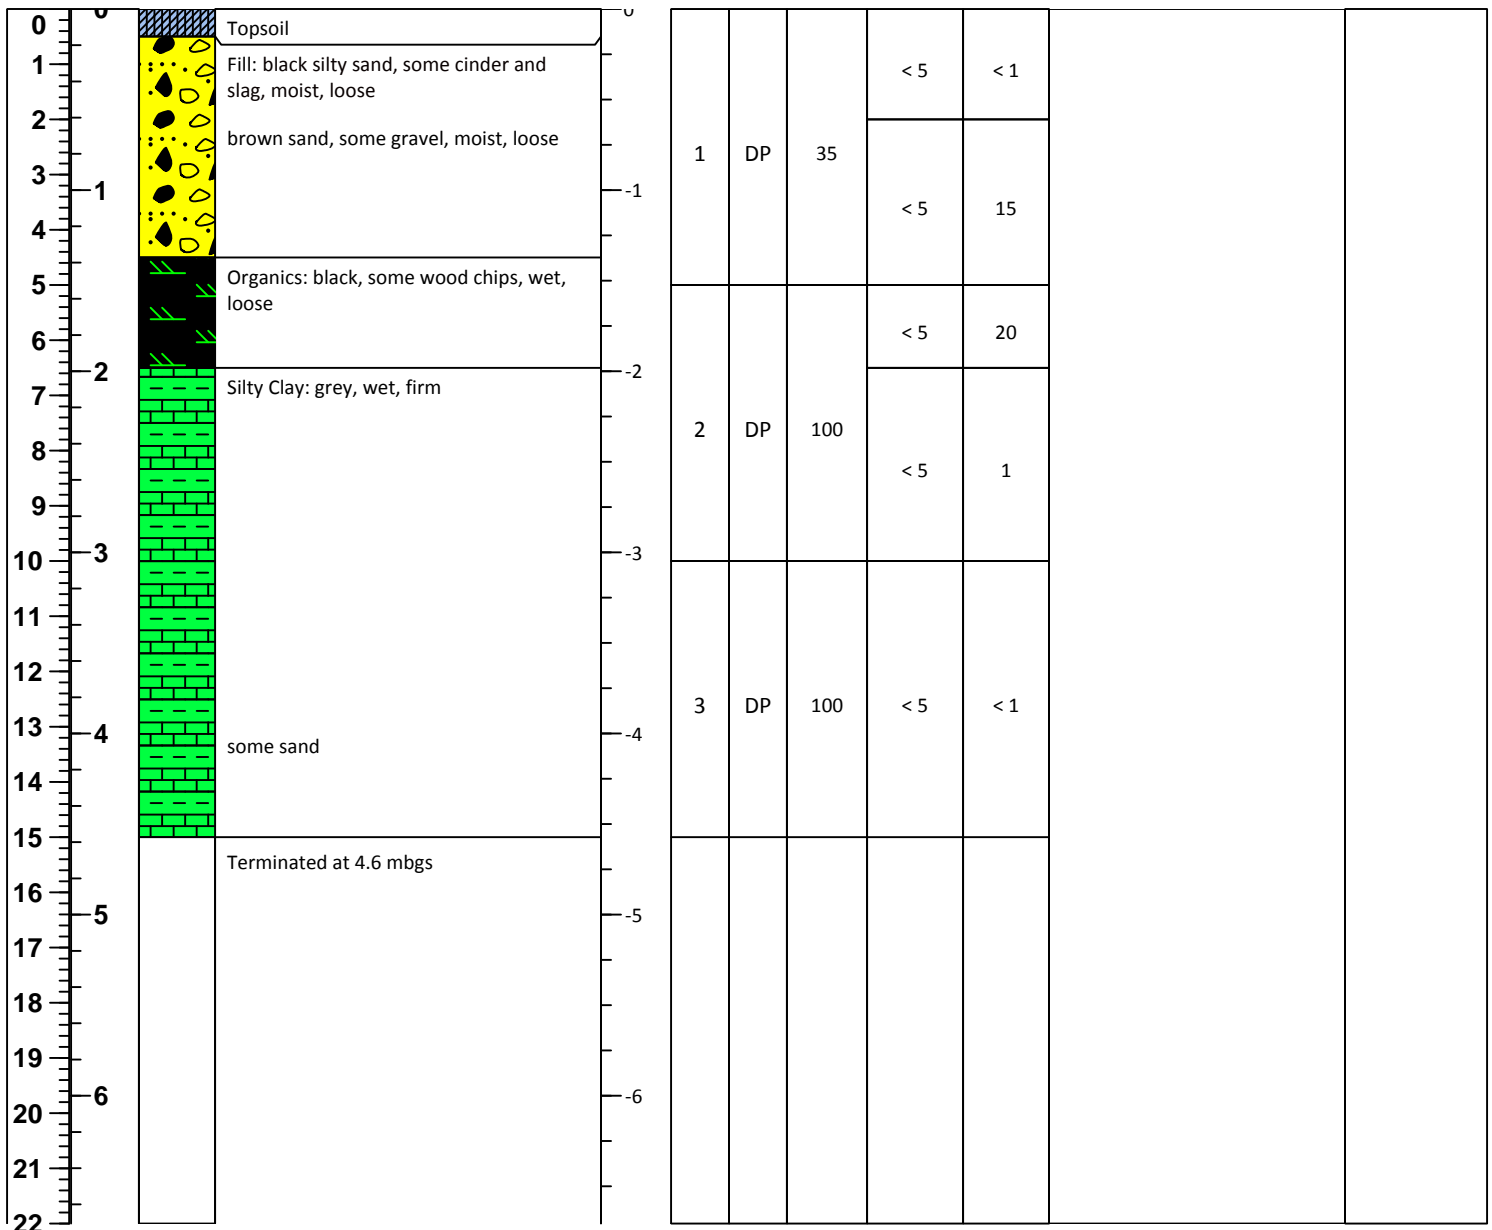 0
0
0
Topsoil
Fill: black silty sand, some cinder and
slag, moist, loose
brown sand, some gravel, moist, loose
Organics: black, some wood chips, wet,
loose
Silty Clay: grey, wet, firm
some sand
Terminated at 4.6 mbgs
1
2
3
4
5
6
7
8
9
10
11
12
13
14
15
16
17
18
19
20
21
22
1
2
3
4
5
6
-1
-2
-3
-4
-5
-6
1 DP 35
< 5 < 1
< 5 15
2 DP 100
< 5 20
< 5 1
3 DP 100 < 5 < 1